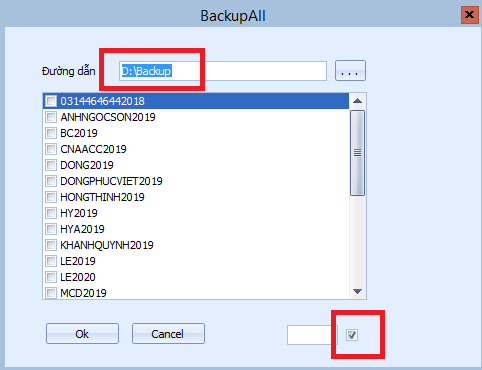 BackupAll
Đường dẫn D:\Backup ...
03144646442018
ANHNGOCSON2019
BC2019
CNAACC2019
DONG2019
DONGPHUCVIET2019
HONGTHINH2019
HY2019
HYA2019
KHANHQUYNH2019
LE2019
LE2020
MCD2019
Ok Cancel